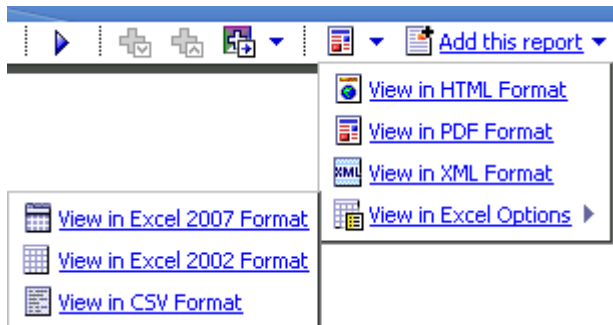 Add this report
View in HTML Format
View in PDF Format
XML
View in XML Format
View in Excel Options
View in Excel 2007 Format
View in Excel 2002 Format
View in CSV Format